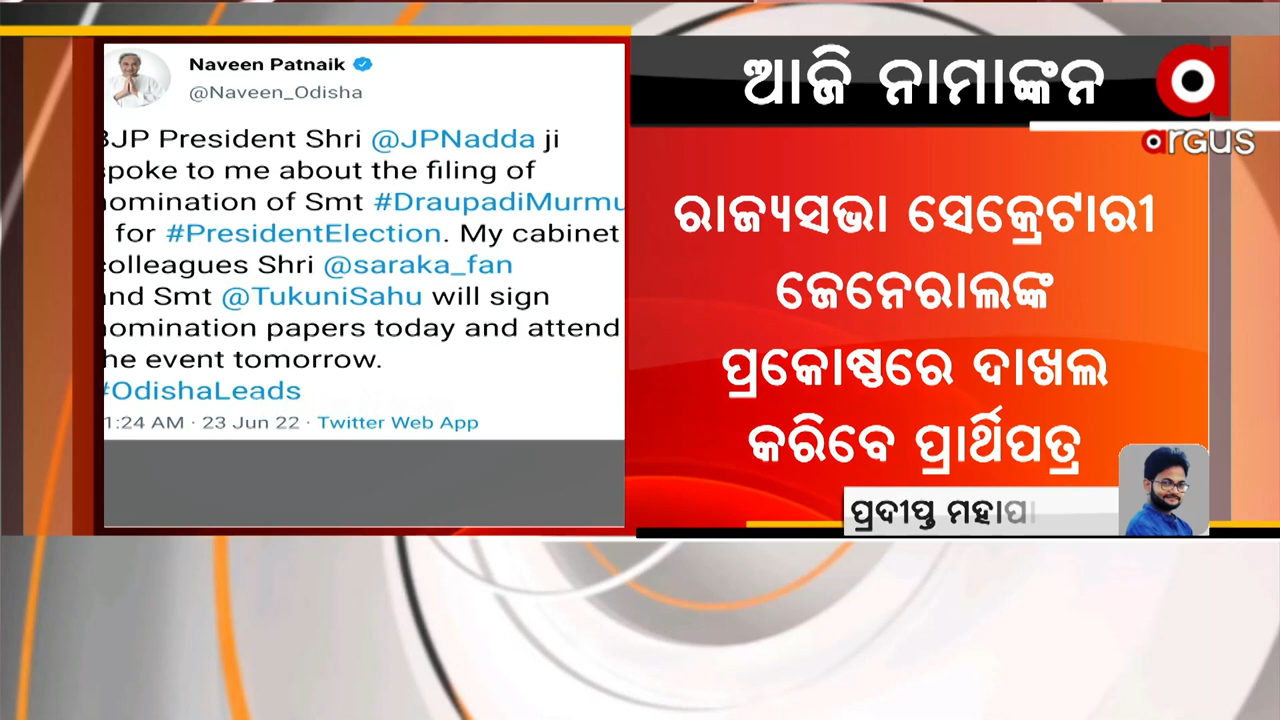 Naveen Patnaik
@Naveen_Odisha
BJP President Shri @JPNadda ji
spoke to me about the filing of
nomination of Smt #DraupadiMurmu
for #PresidentElection. My cabinet
colleagues Shri @saraka_fan
and Smt @TukuniSahu will sign
nomination papers today and attend
the event tomorrow.
#OdishaLeads
1:24 AM · 23 Jun 22 · Twitter Web App
ଆଜି ନାମାଙ୍କନ
argus
ରାଜ୍ୟସଭା ସେକ୍ରେଟାରୀ
ଜେନେରାଲଙ୍କ
ପ୍ରକୋଷ୍ଠରେ ଦାଖଲ
କରିବେ ପ୍ରାର୍ଥିପତ୍ର
ପ୍ରଦୀପ୍ତ ମହାପା